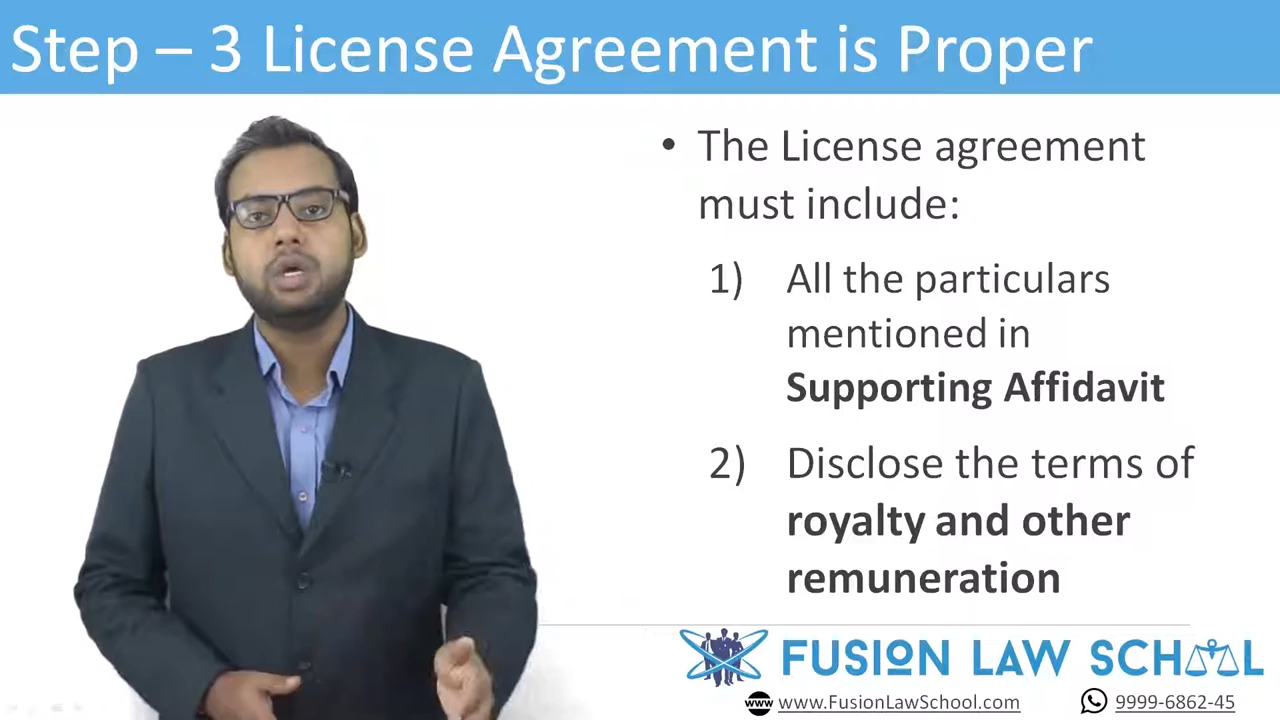 Step – 3 License Agreement is Proper
• The License agreement
must include:
1) All the particulars
mentioned in
Supporting Affidavit
2) Disclose the terms of
royalty and other
remuneration
FUSION LAW SCHOOL
www.FusionLawSchool.com
9999-6862-45